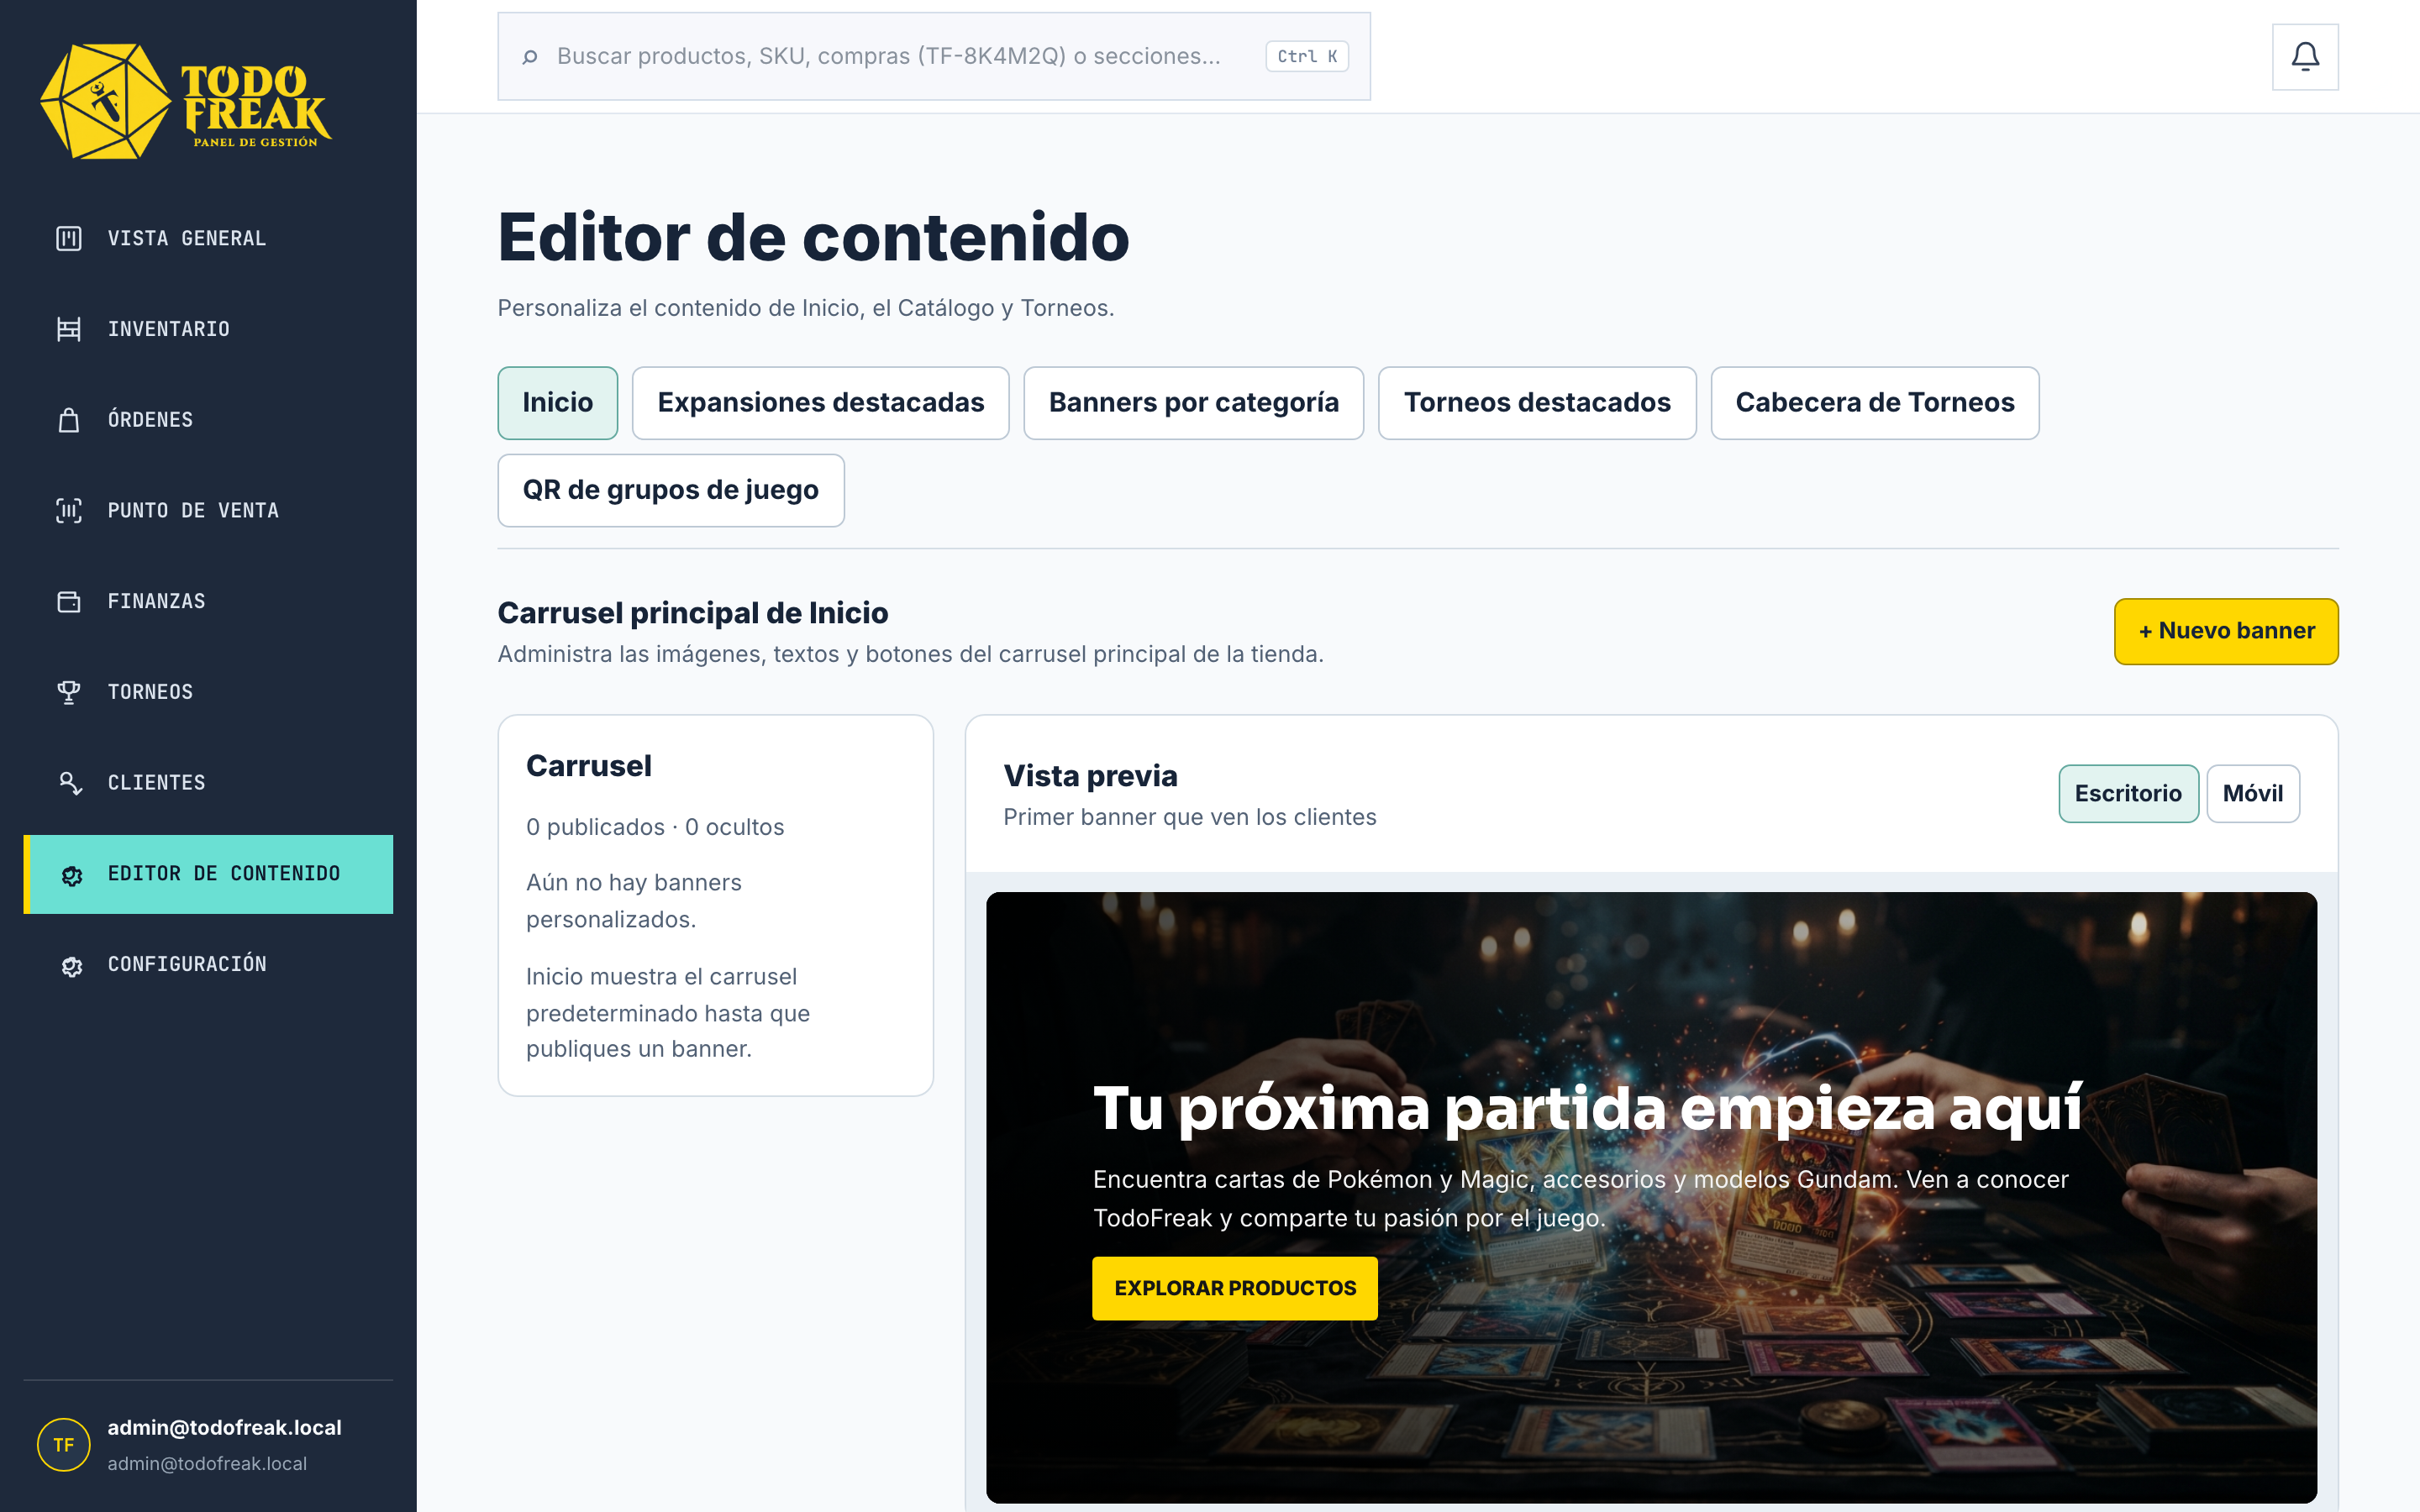 TODO
FREAK
PANEL DE GESTIÓN
VISTA GENERAL
INVENTARIO
ÓRDENES
PUNTO DE VENTA
FINANZAS
TORNEOS
CLIENTES
EDITOR DE CONTENIDO
CONFIGURACIÓN
TF
admin@todofreak.local
admin@todofreak.local
Buscar productos, SKU, compras (TF-8K4M2Q) o secciones...
Ctrl K
Editor de contenido
Personaliza el contenido de Inicio, el Catálogo y Torneos.
Inicio
Expansiones destacadas
Banners por categoría
Torneos destacados
Cabecera de Torneos
QR de grupos de juego
Carrusel principal de Inicio
Administra las imágenes, textos y botones del carrusel principal de la tienda.
+ Nuevo banner
Carrusel
0 publicados · 0 ocultos
Aún no hay banners
personalizados.
Inicio muestra el carrusel
predeterminado hasta que
publiques un banner.
Vista previa
Primer banner que ven los clientes
Escritorio
Móvil
Tu próxima partida empieza aquí
Encuentra cartas de Pokémon y Magic, accesorios y modelos Gundam. Ven a conocer
TodoFreak y comparte tu pasión por el juego.
EXPLORAR PRODUCTOS